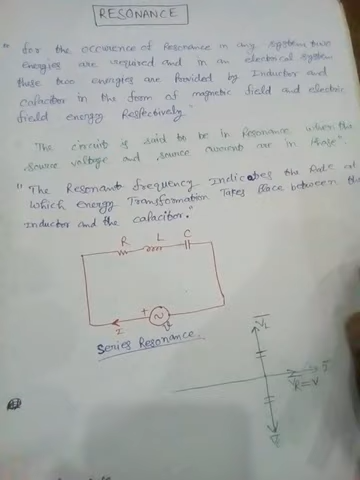 RESONANCE
" for the occurence of Resonance in any system two
energies are required and in an electrical system
these two energies are Provided by Inductor and
capacitor in the form of magnetic field and electric
field energy Respectively "
The circuit is said to be in Resonance when the
source voltage and source current are in Phase"
" The Resonant frequency Indicates the Rate at
which energy Transformation Takes Place between the
inductor and the capacitor. "
R L C
+
I V
Series Resonance
VL
VR=V I